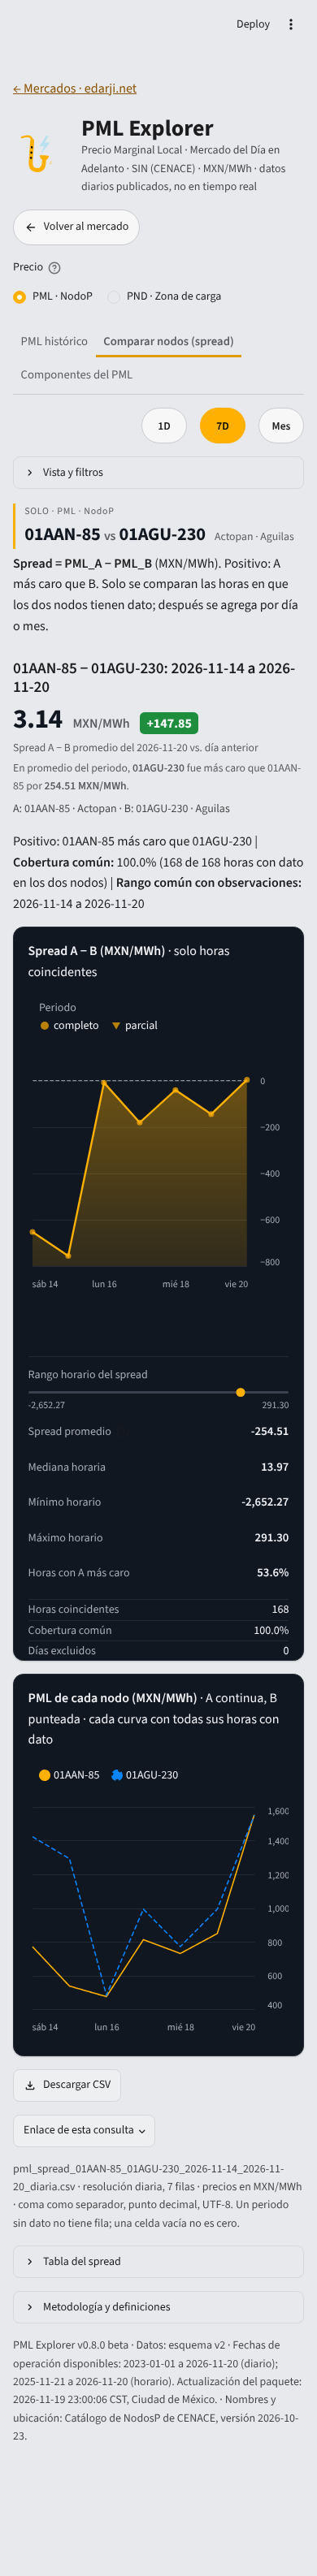 Deploy
← Mercados · edarji.net
PML Explorer
Precio Marginal Local · Mercado del Día en
Adelanto · SIN (CENACE) · MXN/MWh · datos
diarios publicados, no en tiempo real
← Volver al mercado
Precio ?
PML · NodoP PND · Zona de carga
PML histórico Comparar nodos (spread)
Componentes del PML
1D 7D Mes
Vista y filtros
SOLO · PML · NodoP
01AAN-85 vs 01AGU-230 Actopan · Aguilas
Spread = PML_A − PML_B (MXN/MWh). Positivo: A
más caro que B. Solo se comparan las horas en que
los dos nodos tienen dato; después se agrega por día
o mes.
01AAN-85 − 01AGU-230: 2026-11-14 a 2026-
11-20
3.14 MXN/MWh +147.85
Spread A − B promedio del 2026-11-20 vs. día anterior
En promedio del periodo, 01AGU-230 fue más caro que 01AAN-
85 por 254.51 MXN/MWh.
A: 01AAN-85 · Actopan · B: 01AGU-230 · Aguilas
Positivo: 01AAN-85 más caro que 01AGU-230 |
Cobertura común: 100.0% (168 de 168 horas con dato
en los dos nodos) | Rango común con observaciones:
2026-11-14 a 2026-11-20
Spread A − B (MXN/MWh) · solo horas
coincidentes
Periodo
completo parcial
0
−200
−400
−600
−800
sáb 14 lun 16 mié 18 vie 20
Rango horario del spread
-2,652.27 291.30
Spread promedio -254.51
Mediana horaria 13.97
Mínimo horario -2,652.27
Máximo horario 291.30
Horas con A más caro 53.6%
Horas coincidentes 168
Cobertura común 100.0%
Días excluidos 0
PML de cada nodo (MXN/MWh) · A continua, B
punteada · cada curva con todas sus horas con
dato
01AAN-85 01AGU-230
1,600
1,400
1,200
1,000
800
600
400
sáb 14 lun 16 mié 18 vie 20
Descargar CSV
Enlace de esta consulta
pml_spread_01AAN-85_01AGU-230_2026-11-14_2026-11-
20_diaria.csv · resolución diaria, 7 filas · precios en MXN/MWh
· coma como separador, punto decimal, UTF-8. Un periodo
sin dato no tiene fila; una celda vacía no es cero.
Tabla del spread
Metodología y definiciones
PML Explorer v0.8.0 beta · Datos: esquema v2 · Fechas de
operación disponibles: 2023-01-01 a 2026-11-20 (diario);
2025-11-21 a 2026-11-20 (horario). Actualización del paquete:
2026-11-19 23:00:06 CST, Ciudad de México. · Nombres y
ubicación: Catálogo de NodosP de CENACE, versión 2026-10-
23.